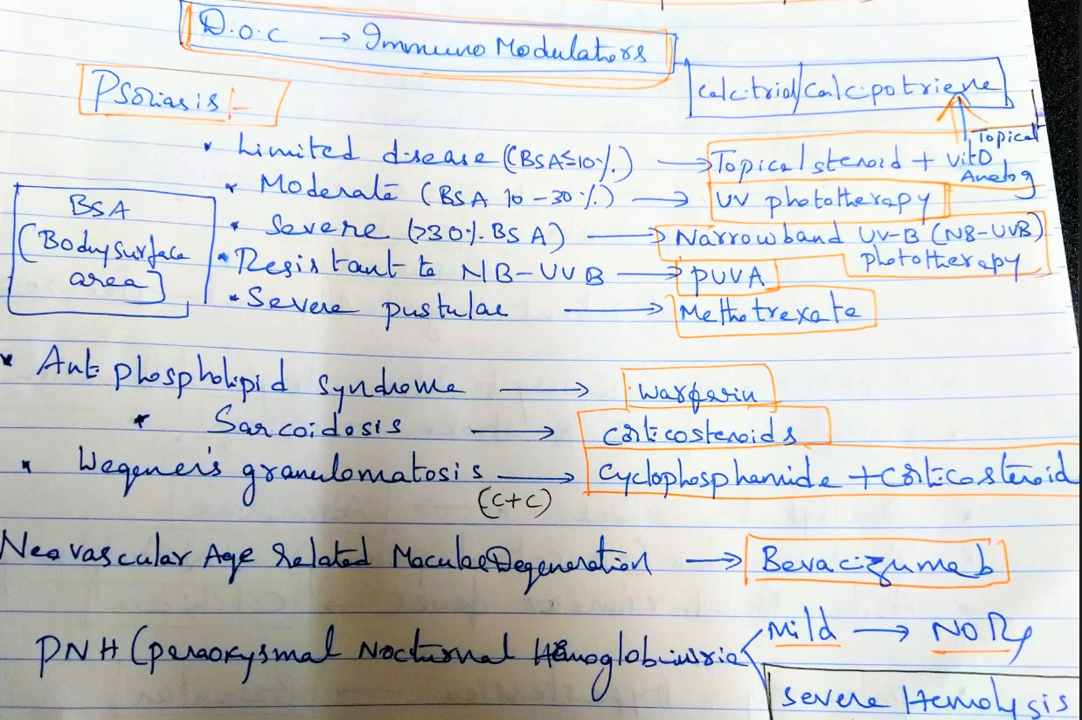 D.O.C → Immuno Modulators
Calcitriol/Calcipotriene
Psoriasis :-
Topical
• Limited disease (BSA ≤10%) → Topical steroid + vit D Analog
• Moderate (BSA 10-30%) → UV phototherapy
BSA
(Body surface
area)
• Severe (>30% BSA) → Narrowband UV-B (NB-UVB)
phototherapy
• Resistant to NB-UVB → PUVA
• Severe pustular → Methotrexate
• Anti phospholipid syndrome → Warfarin
• Sarcoidosis → Corticosteroids
• Wegener's granulomatosis → Cyclophosphamide + Corticosteroid
(C+C)
Neovascular Age Related Macular Degeneration → Bevacizumab
Mild → NO Rx
PNH (peroxysmal Nocturnal Hemoglobinuria
Severe Hemolysis